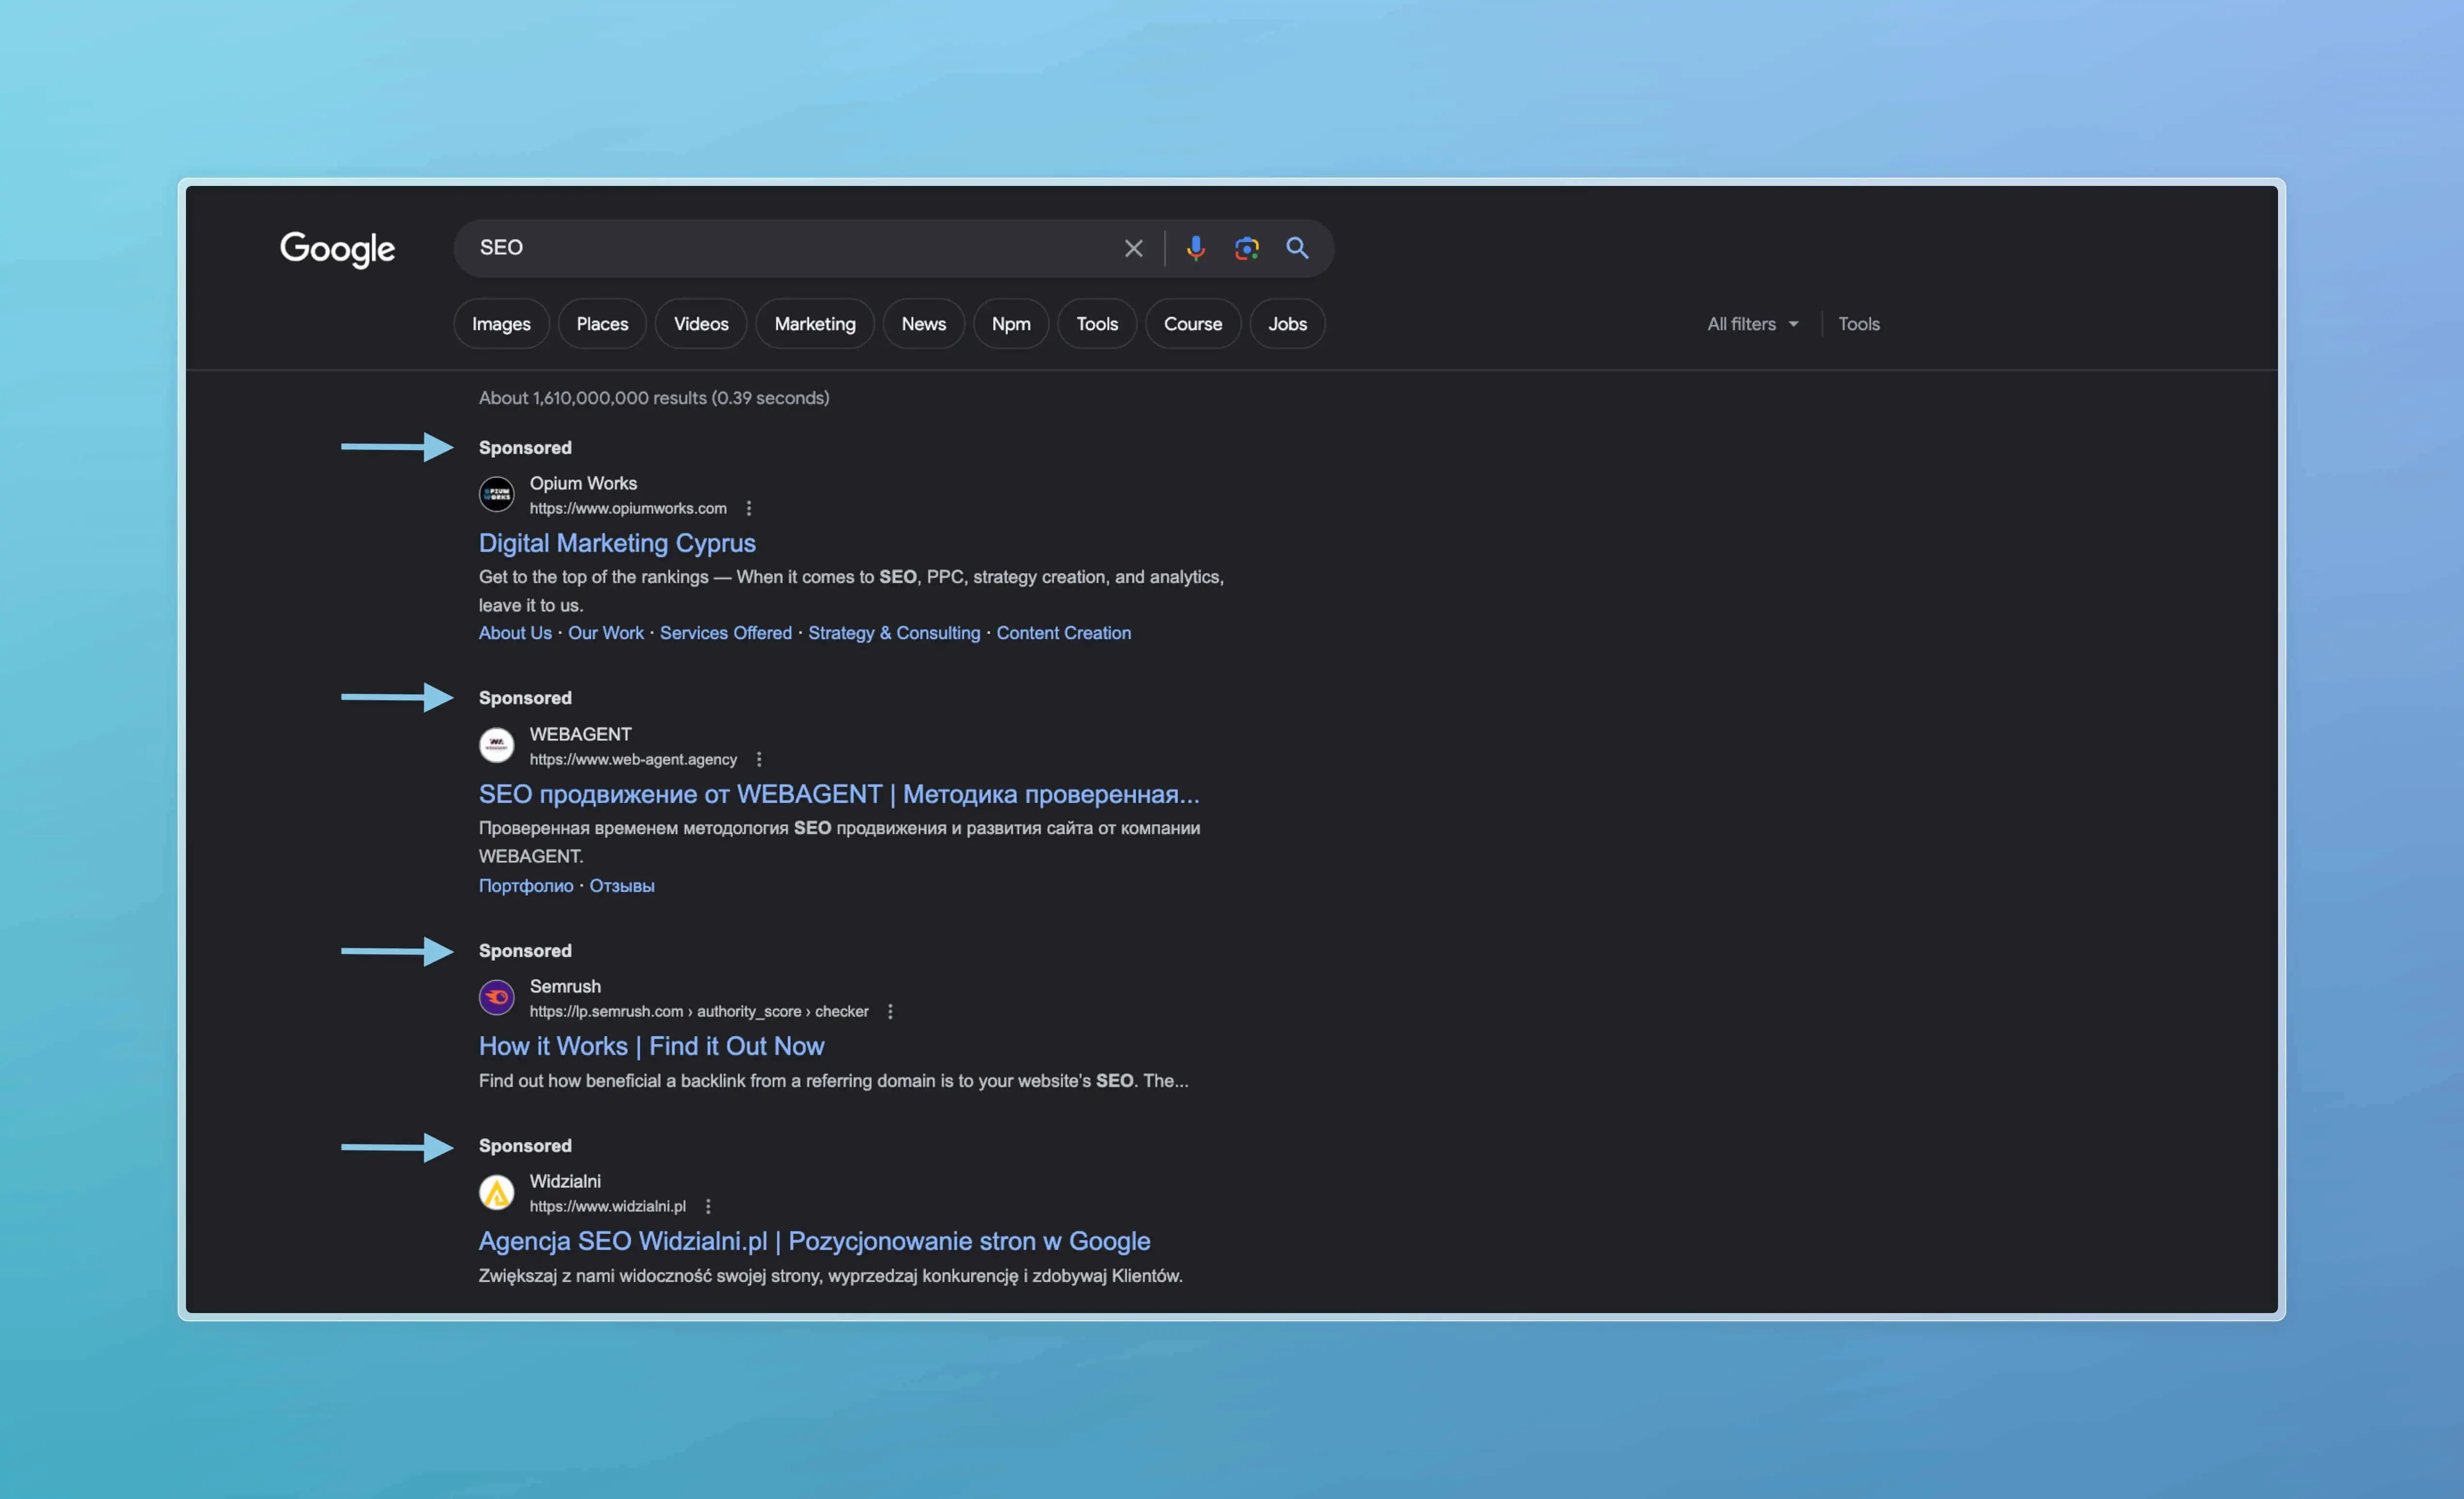 Google
SEO
Images Places Videos Marketing News Npm Tools Course Jobs All filters Tools
About 1,610,000,000 results (0.39 seconds)
Sponsored
OPIUM WORKS
Opium Works
https://www.opiumworks.com
Digital Marketing Cyprus
Get to the top of the rankings — When it comes to SEO, PPC, strategy creation, and analytics,
leave it to us.
About Us · Our Work · Services Offered · Strategy & Consulting · Content Creation
Sponsored
WEBAGENT
https://www.web-agent.agency
SEO продвижение от WEBAGENT | Методика проверенная...
Проверенная временем методология SEO продвижения и развития сайта от компании
WEBAGENT.
Портфолио · Отзывы
Sponsored
Semrush
https://lp.semrush.com › authority_score › checker
How it Works | Find it Out Now
Find out how beneficial a backlink from a referring domain is to your website's SEO. The...
Sponsored
Widzialni
https://www.widzialni.pl
Agencja SEO Widzialni.pl | Pozycjonowanie stron w Google
Zwiększaj z nami widoczność swojej strony, wyprzedzaj konkurencję i zdobywaj Klientów.